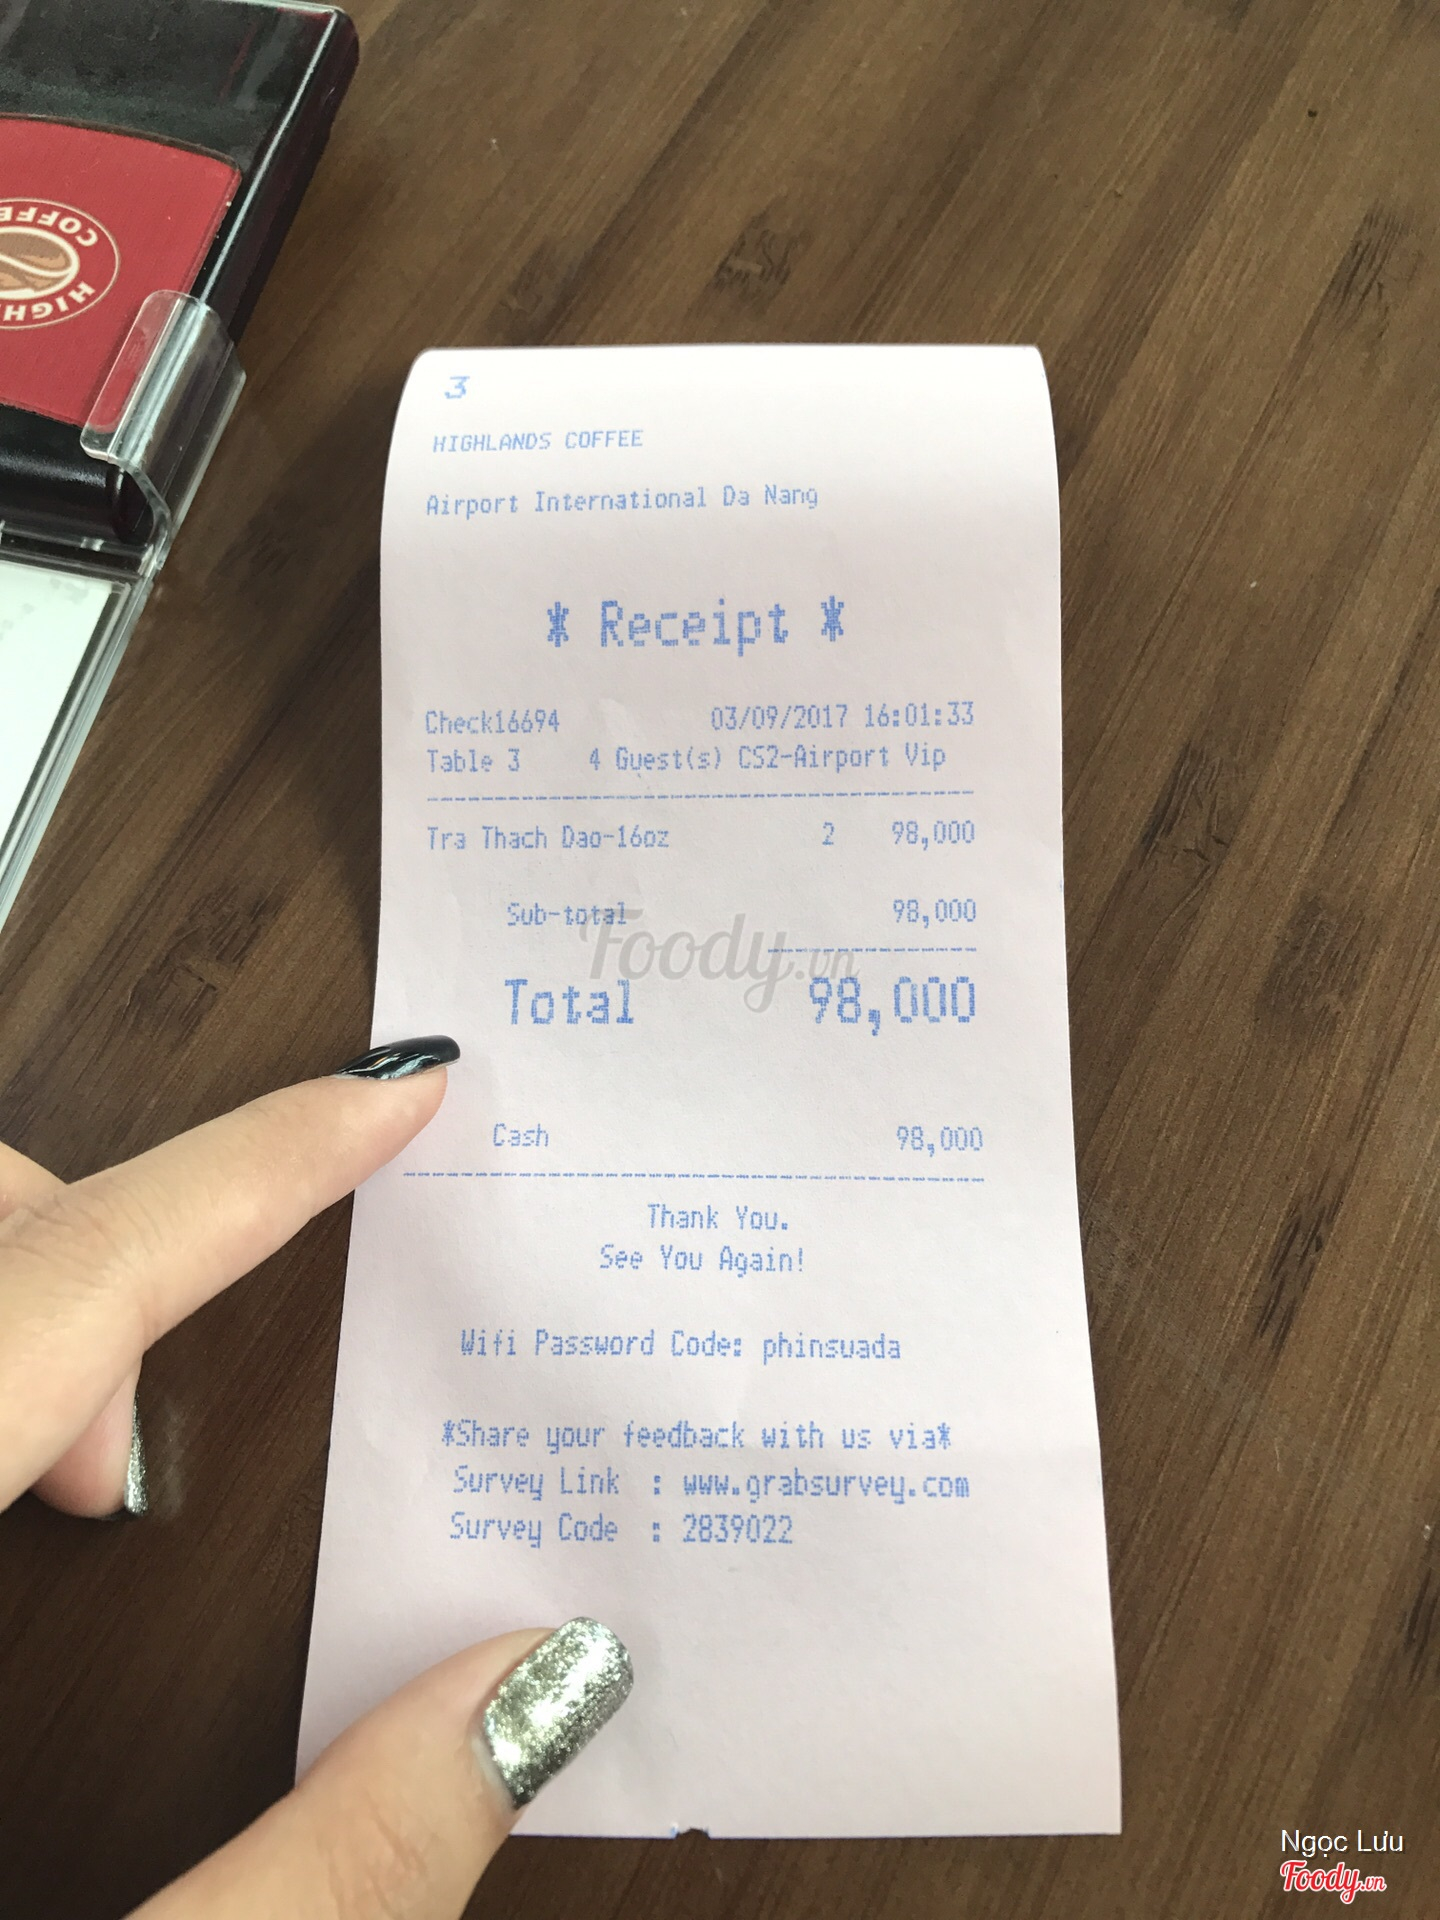 COFFEE
HIGH
3
HIGHLANDS COFFEE
Airport International Da Nang
* Receipt *
Check16694 03/09/2017 16:01:33
Table 3 4 Guest(s) CS2-Airport Vip
Tra Thach Dao-16oz 2 98,000
Sub-total 98,000
Foody.vn
Total 98,000
Cash 98,000
Thank You.
See You Again!
Wifi Password Code: phinsuada
*Share your feedback with us via*
Survey Link : www.grabsurvey.com
Survey Code : 2839022
Ngọc Lưu
Foody.vn